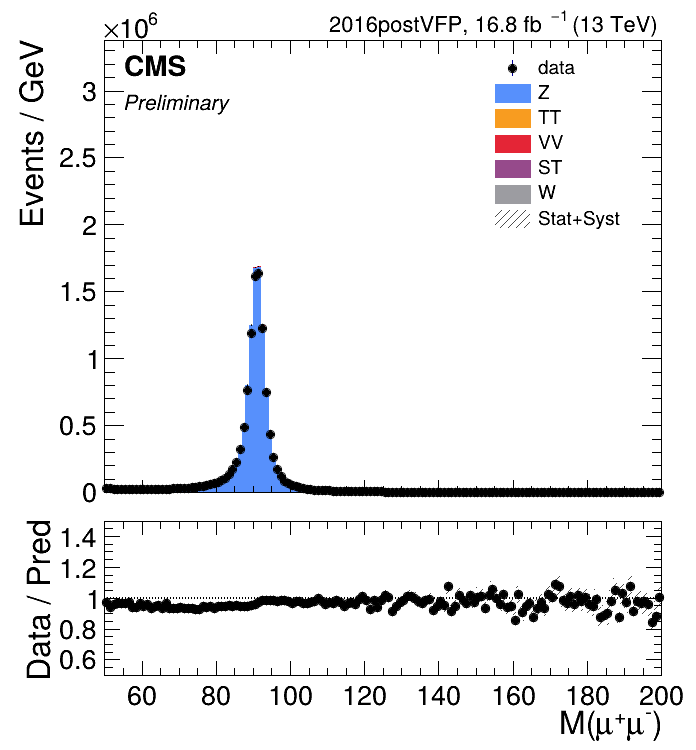 ×10⁶
2016postVFP, 16.8 fb ⁻¹ (13 TeV)
CMS
Preliminary
data
Z
TT
VV
ST
W
Stat+Syst
Events / GeV
3
2.5
2
1.5
1
0.5
0
Data / Pred
1.4
1.2
1
0.8
0.6
60 80 100 120 140 160 180 200
M(μ⁺μ⁻)